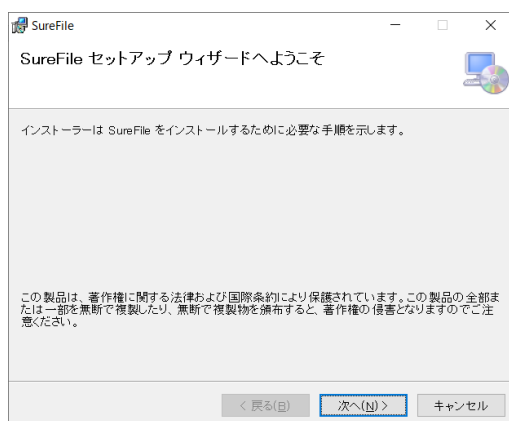 SureFile
SureFile セットアップ ウィザードへようこそ
インストーラーは SureFile をインストールするために必要な手順を示します。
この製品は、著作権に関する法律および国際条約により保護されています。この製品の全部ま
たは一部を無断で複製したり、無断で複製物を頒布すると、著作権の侵害となりますのでご注
意ください。
< 戻る(B) 次へ(N) > キャンセル